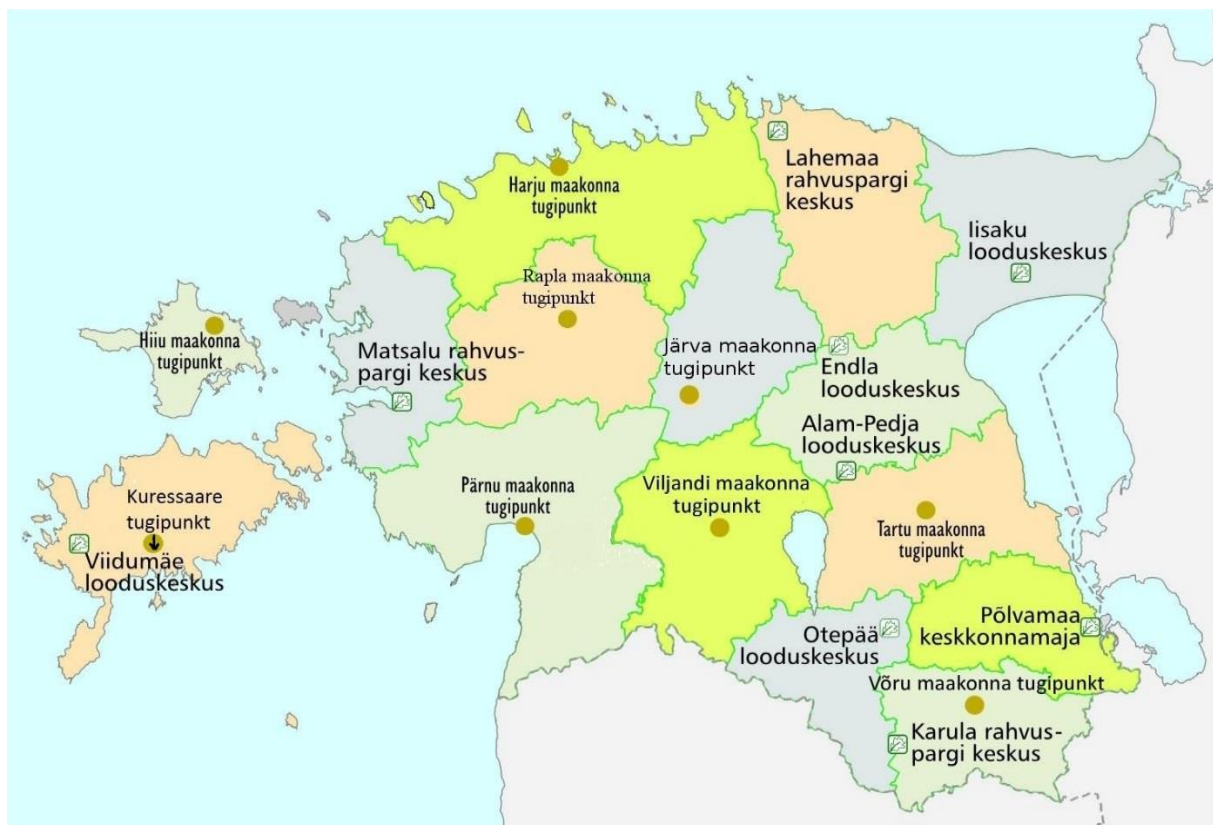 Lahemaa
rahvuspargi
keskus
Harju maakonna
tugipunkt
Iisaku
looduskeskus
Rapla maakonna
tugipunkt
Hiiu maakonna
tugipunkt
Matsalu rahvus-
pargi keskus
Järva maakonna
tugipunkt
Endla
looduskeskus
Alam-Pedja
looduskeskus
Pärnu maakonna
tugipunkt
Viljandi maakonna
tugipunkt
Kuressaare
tugipunkt
Viidumäe
looduskeskus
Tartu maakonna
tugipunkt
Otepää
looduskeskus
Põlvamaa
keskkonnamaja
Võru maakonna tugipunkt
Karula rahvus-
pargi keskus